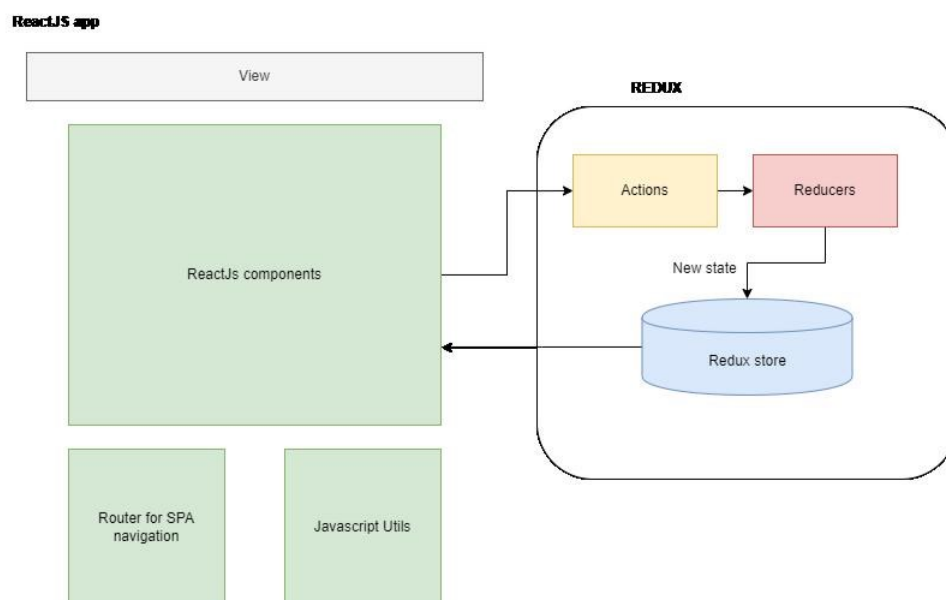 ReactJS app
View
REDUX
Actions
Reducers
ReactJs components
New state
Redux store
Router for SPA
navigation
Javascript Utils